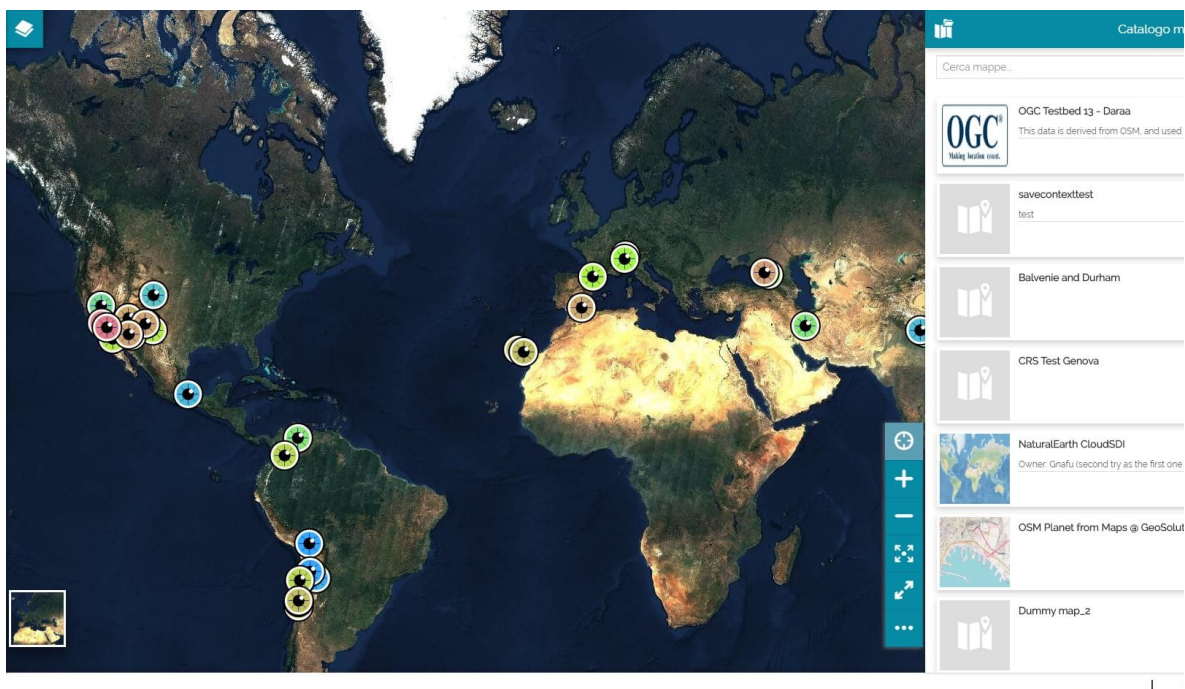 Catalogo m
Cerca mappe...
OGC Testbed 13 - Daraa
This data is derived from OSM, and used
OGC®
Making location count.
savecontexttest
test
Balvenie and Durham
CRS Test Genova
NaturalEarth CloudSDI
Owner: Gnafu (second try as the first one
OSM Planet from Maps @ GeoSolut
Dummy map_2